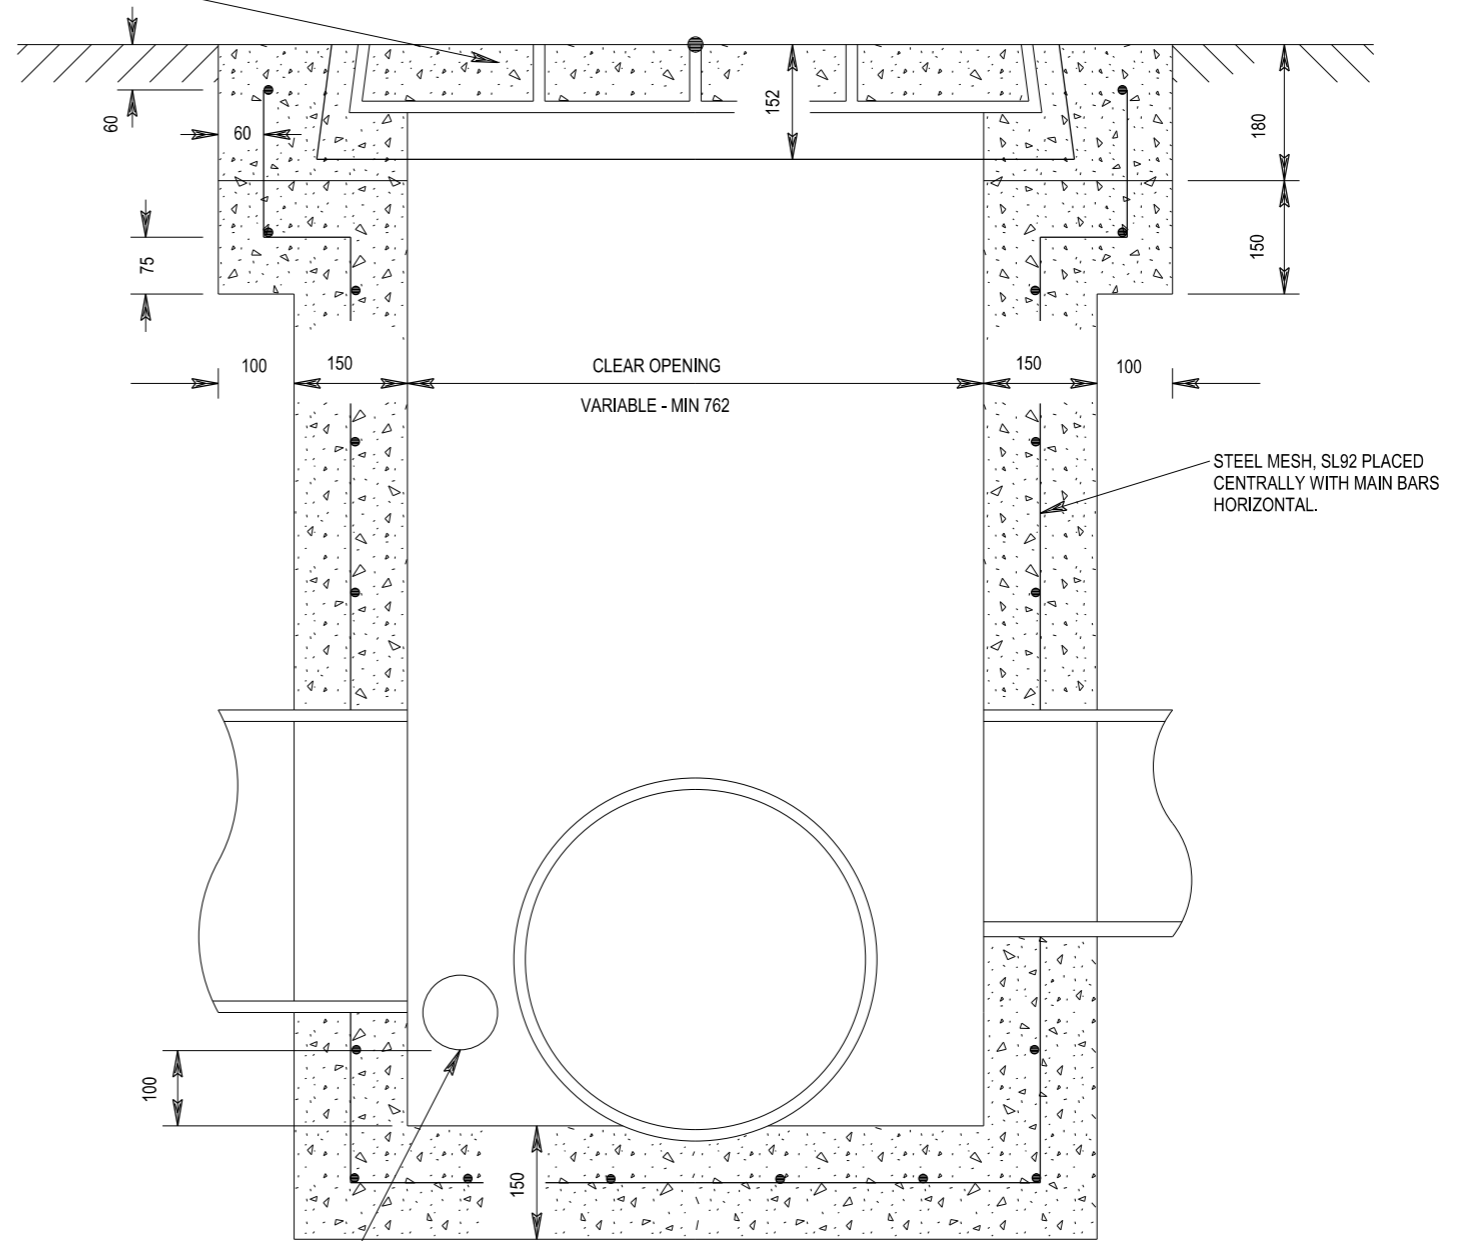 60
60
152
180
75
150
100
150
CLEAR OPENING
VARIABLE - MIN 762
150
100
STEEL MESH, SL92 PLACED
CENTRALLY WITH MAIN BARS
HORIZONTAL.
100
150